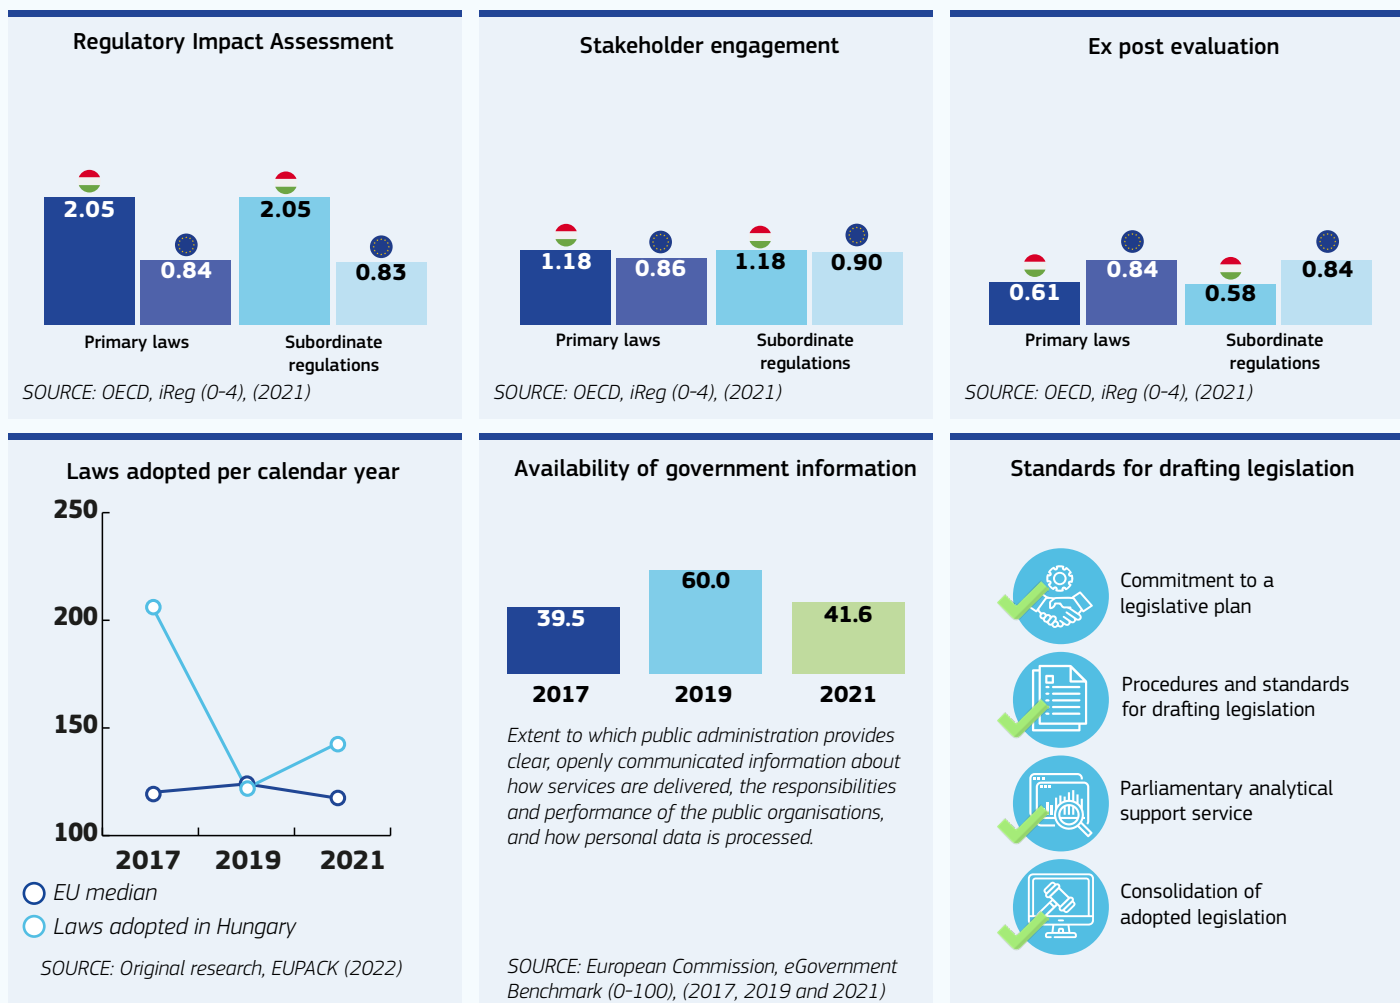 Regulatory Impact Assessment
2.05
0.84
2.05
0.83
Primary laws
Subordinate
regulations
SOURCE: OECD, iReg (0-4), (2021)
Stakeholder engagement
1.18
0.86
1.18
0.90
Primary laws
Subordinate
regulations
SOURCE: OECD, iReg (0-4), (2021)
Ex post evaluation
0.61
0.84
0.58
0.84
Primary laws
Subordinate
regulations
SOURCE: OECD, iReg (0-4), (2021)
Laws adopted per calendar year
250
200
150
100
2017 2019 2021
EU median
Laws adopted in Hungary
SOURCE: Original research, EUPACK (2022)
Availability of government information
39.5
60.0
41.6
2017 2019 2021
Extent to which public administration provides
clear, openly communicated information about
how services are delivered, the responsibilities
and performance of the public organisations,
and how personal data is processed.
SOURCE: European Commission, eGovernment
Benchmark (0-100), (2017, 2019 and 2021)
Standards for drafting legislation
Commitment to a
legislative plan
Procedures and standards
for drafting legislation
Parliamentary analytical
support service
Consolidation of
adopted legislation